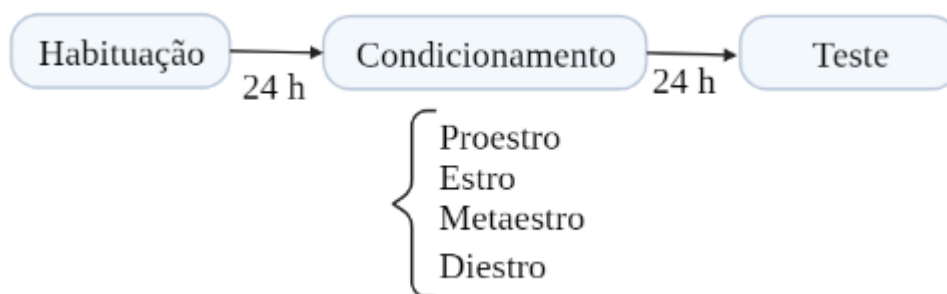 Habituação
24 h
Condicionamento
24 h
Teste
Proestro
Estro
Metaestro
Diestro